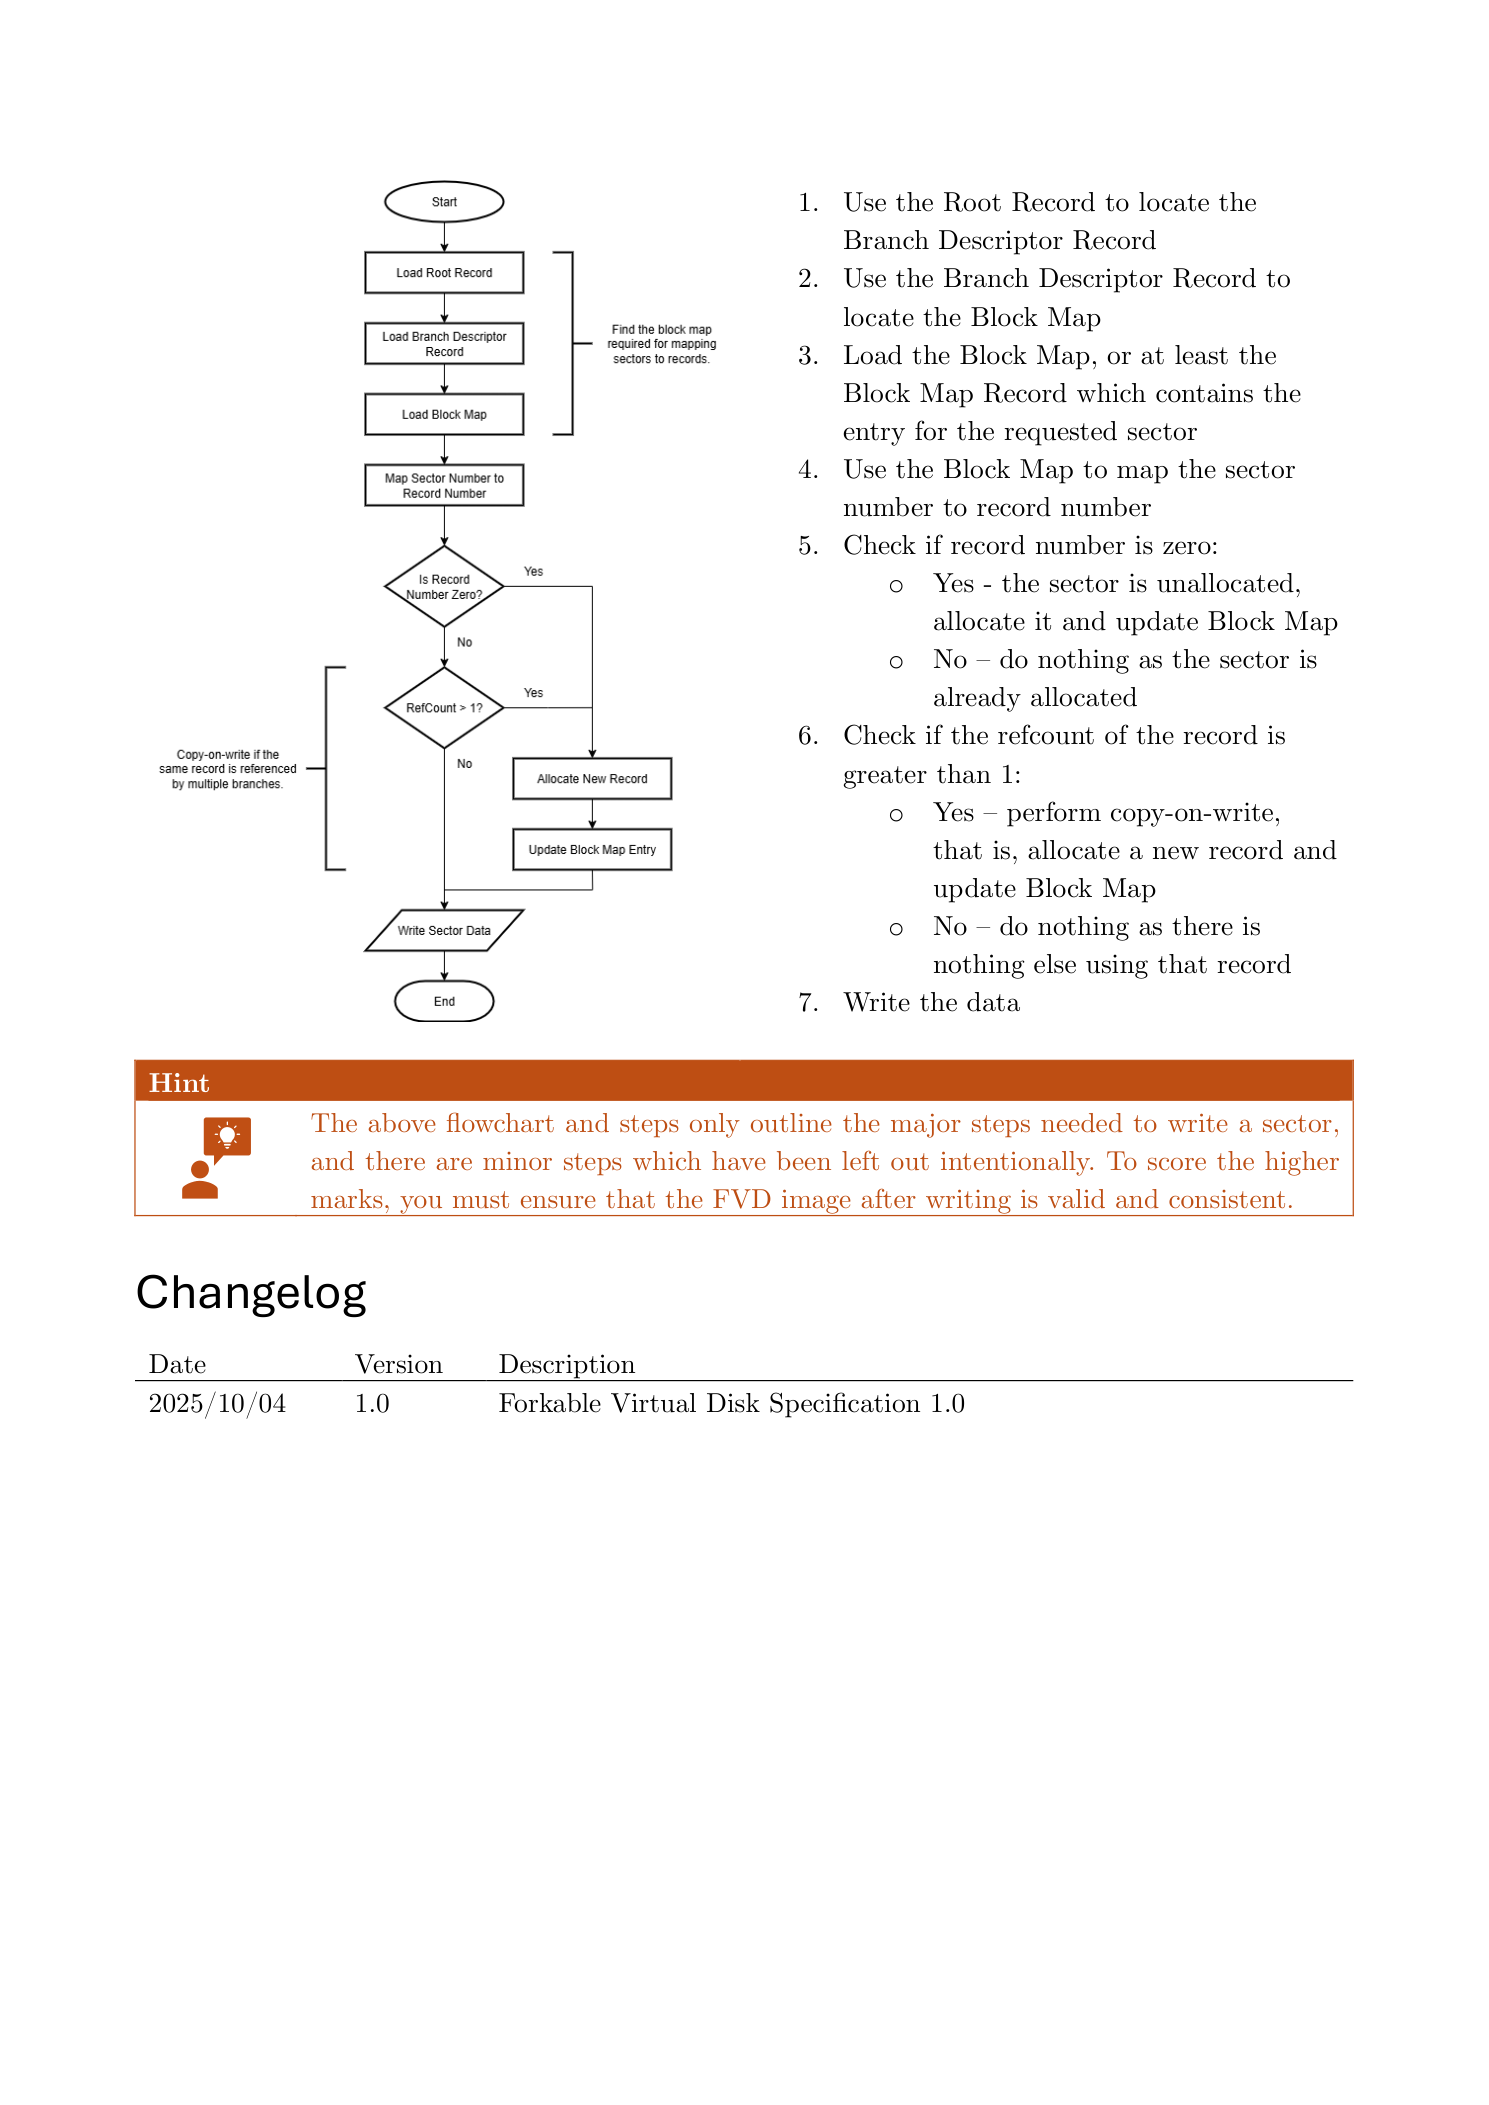 Start
Load Root Record
Load Branch Descriptor
Record
Load Block Map
Find the block map
required for mapping
sectors to records.
Map Sector Number to
Record Number
Is Record
Number Zero?
Yes
No
RefCount > 1?
Yes
No
Copy-on-write if the
same record is referenced
by multiple branches.
Allocate New Record
Update Block Map Entry
Write Sector Data
End
1. Use the Root Record to locate the
Branch Descriptor Record
2. Use the Branch Descriptor Record to
locate the Block Map
3. Load the Block Map, or at least the
Block Map Record which contains the
entry for the requested sector
4. Use the Block Map to map the sector
number to record number
5. Check if record number is zero:
○ Yes - the sector is unallocated,
allocate it and update Block Map
○ No – do nothing as the sector is
already allocated
6. Check if the refcount of the record is
greater than 1:
○ Yes – perform copy-on-write,
that is, allocate a new record and
update Block Map
○ No – do nothing as there is
nothing else using that record
7. Write the data
Hint
The above flowchart and steps only outline the major steps needed to write a sector,
and there are minor steps which have been left out intentionally. To score the higher
marks, you must ensure that the FVD image after writing is valid and consistent.
Changelog
Date Version Description
2025/10/04 1.0 Forkable Virtual Disk Specification 1.0